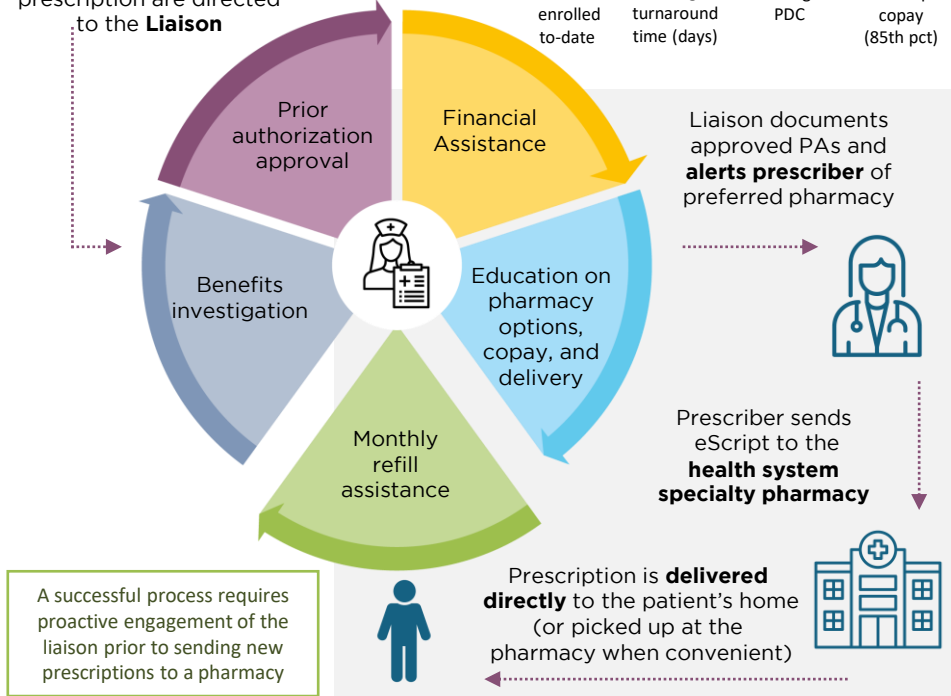 prescription are directed
to the Liaison
enrolled
to-date
turnaround
time (days)
PDC
copay
(85th pct)
Prior
authorization
approval
Financial
Assistance
Benefits
investigation
Education on
pharmacy
options,
copay, and
delivery
Monthly
refill
assistance
Liaison documents
approved PAs and
alerts prescriber of
preferred pharmacy
Prescriber sends
eScript to the
health system
specialty pharmacy
Prescription is delivered
directly to the patient's home
(or picked up at the
pharmacy when convenient)
A successful process requires
proactive engagement of the
liaison prior to sending new
prescriptions to a pharmacy